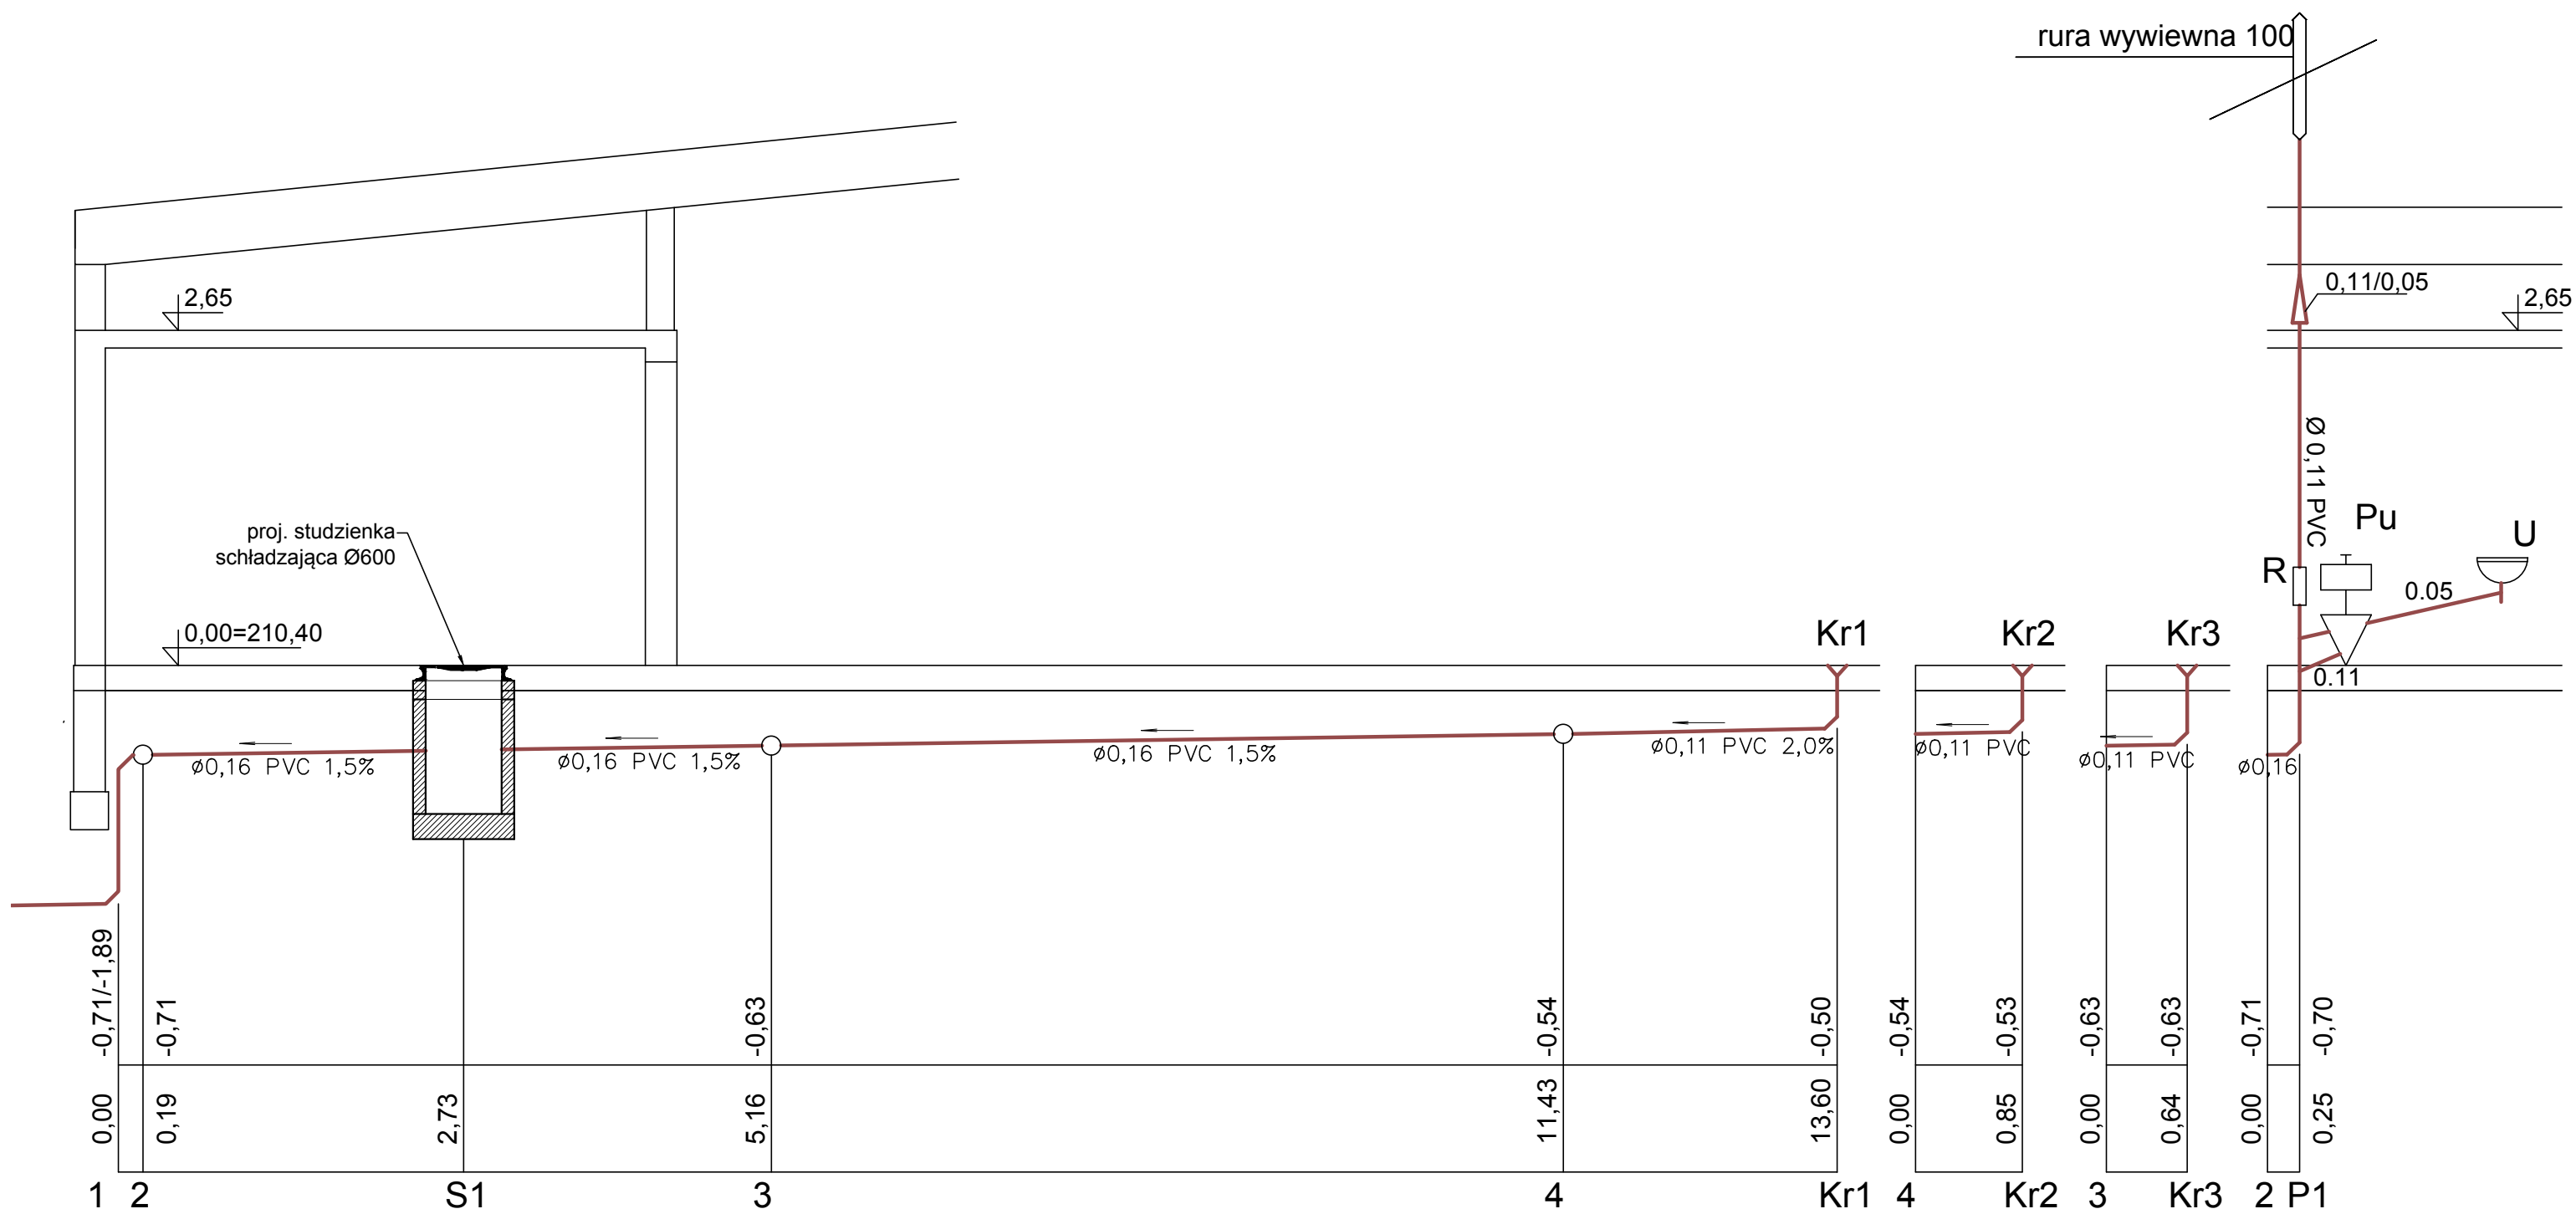 rura wywiewna 100
2,65
0,11/0,05
2,65
Ø 0,11 PVC
proj. studzienka
schładzająca Ø600
Pu
U
R
0.05
0,00=210,40
Kr1
Kr2
Kr3
0.11
ø0,16 PVC 1,5%
ø0,16 PVC 1,5%
ø0,16 PVC 1,5%
ø0,11 PVC 2,0%
ø0,11 PVC
ø0,11 PVC
ø0,16
-0,71/-1,89
-0,71
-0,63
-0,54
-0,50
-0,54
-0,53
-0,63
-0,63
-0,71
-0,70
0,00
0,19
2,73
5,16
11,43
13,60
0,00
0,85
0,00
0,64
0,00
0,25
1 2 S1 3 4 Kr1 4 Kr2 3 Kr3 2 P1